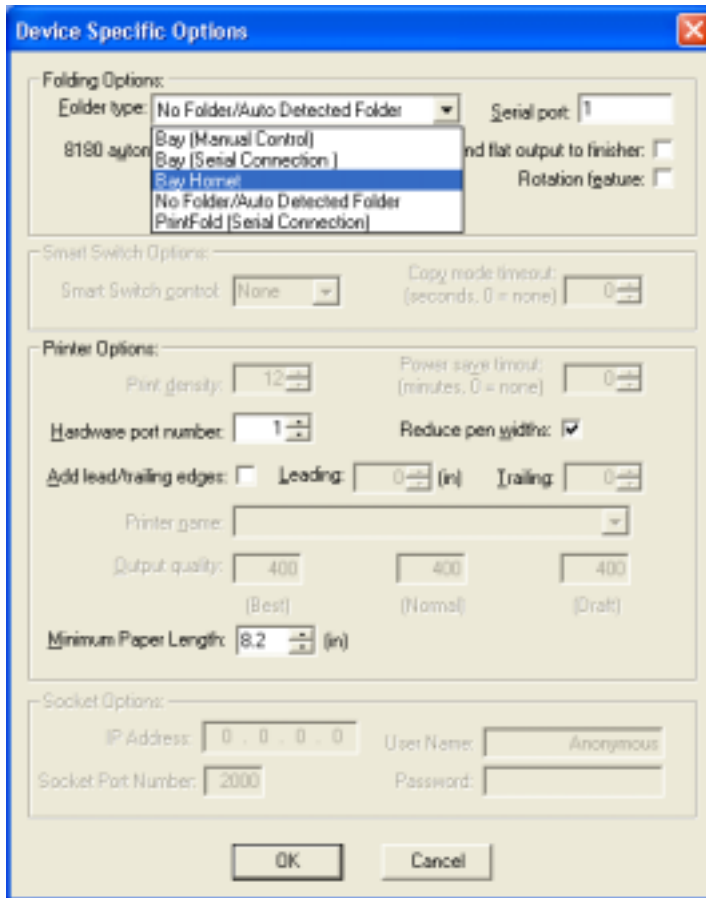 Device Specific Options
Folding Options:
Folder type: No Folder/Auto Detected Folder Serial port: 1
Bay (Manual Control)
8180 autom nd flat output to finisher:
Bay (Serial Connection )
Bay Hornet Rotation feature:
No Folder/Auto Detected Folder
PrintFold (Serial Connection)
Smart Switch Options:
Smart Switch control: None Copy mode timeout: (seconds, 0 = none) 0
Printer Options:
Print density: 12 Power save timout: (minutes, 0 = none) 0
Hardware port number: 1 Reduce pen widths:
Add lead/trailing edges: Leading: 0 (in) Trailing: 0
Printer name:
Output quality: 400 400 400
(Best) (Normal) (Draft)
Minimum Paper Length: 8.2 (in)
Socket Options:
IP Address: 0 . 0 . 0 . 0 User Name: Anonymous
Socket Port Number: 2000 Password:
OK Cancel